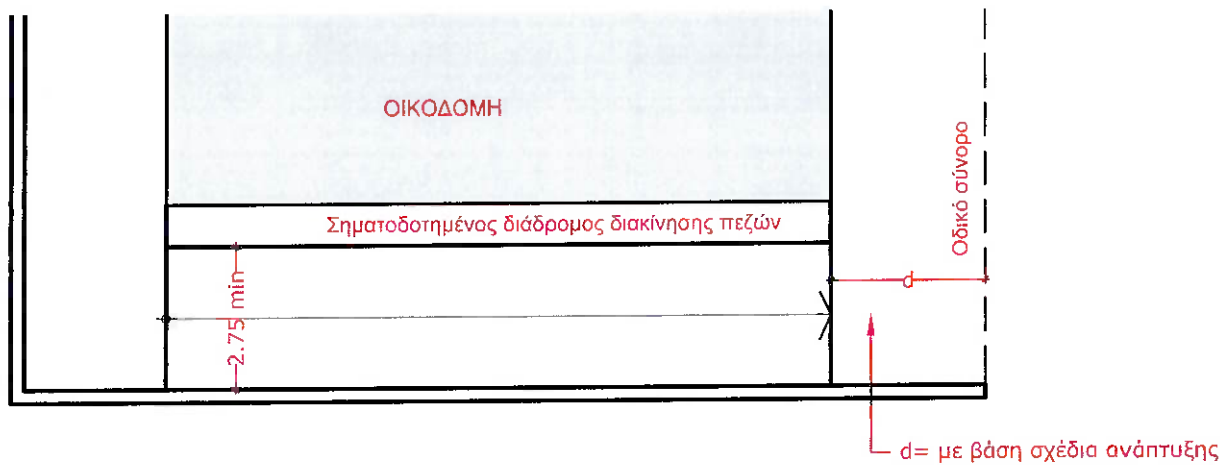 ΟΙΚΟΔΟΜΗ
Σηματοδοτημένος διάδρομος διακίνησης πεζών
Οδικό σύνορο
d
2.75 min
d= με βάση σχέδια ανάπτυξης